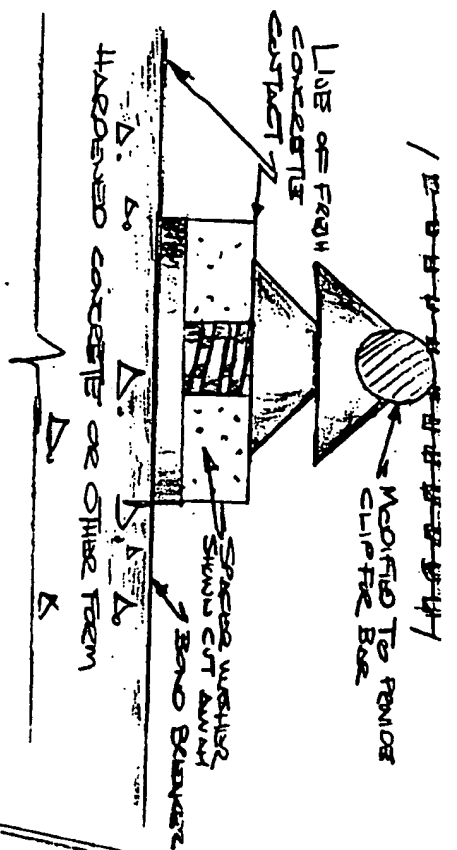 LINE OF FRESH
CONCRETE
CONTACT
MODIFIED TO PROVIDE
CLIP FOR BAR
SPACER WASHER
SHOWN CUT AWAY
BOND BREAKER
HARDENED CONCRETE OR OTHER FORM